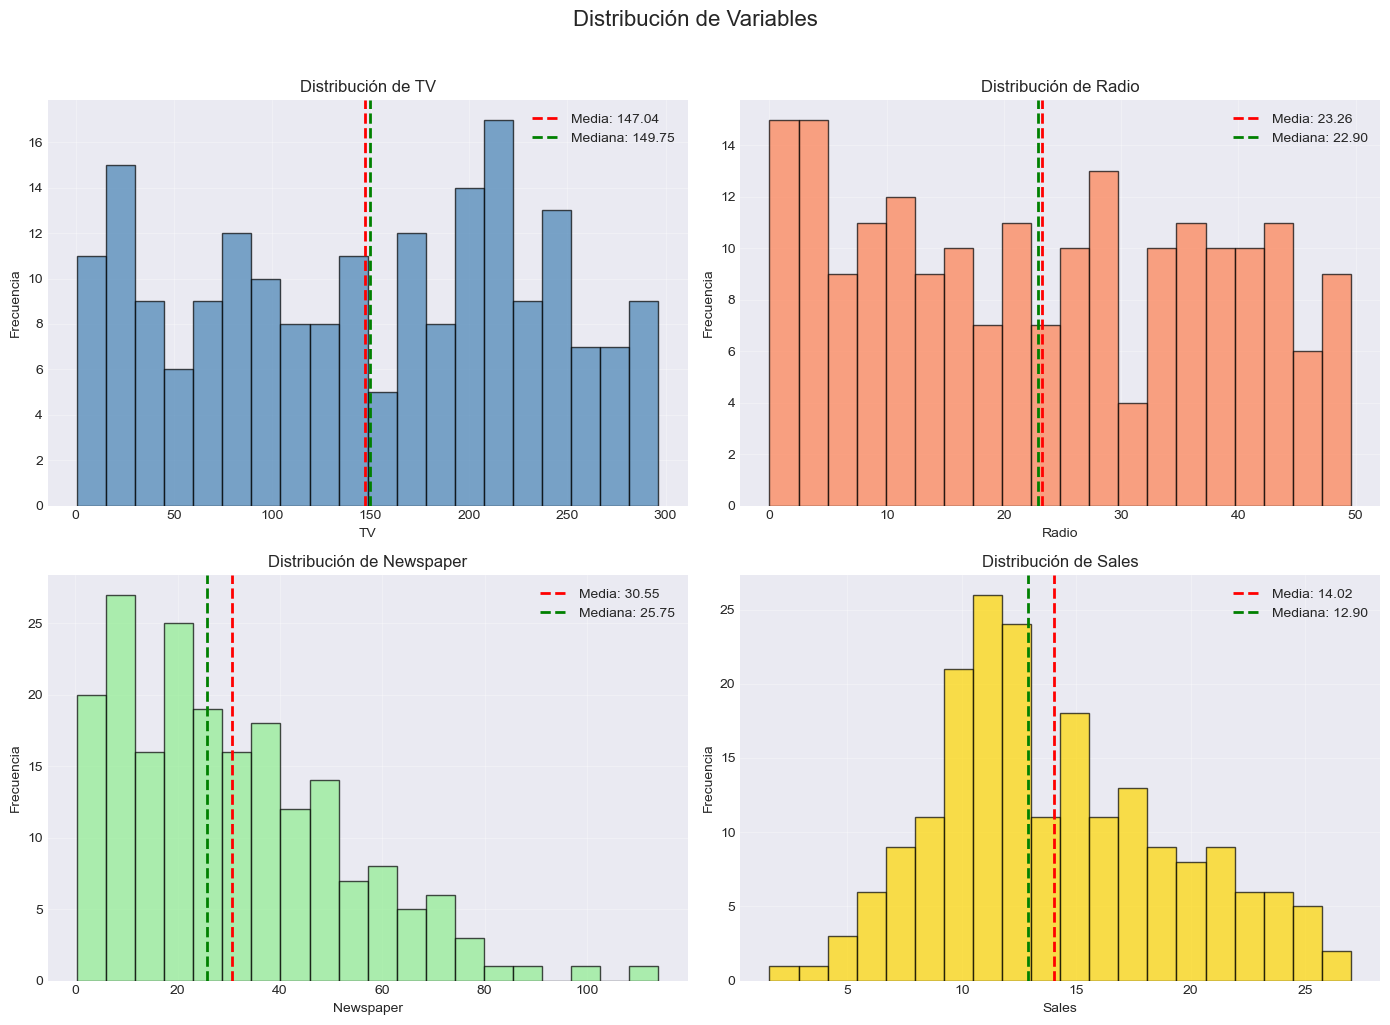 Distribución de Variables
Distribución de TV
Media: 147.04
Mediana: 149.75
Frecuencia
16
14
12
10
8
6
4
2
0
0 50 100 150 200 250 300
TV
Distribución de Radio
Media: 23.26
Mediana: 22.90
Frecuencia
14
12
10
8
6
4
2
0
0 10 20 30 40 50
Radio
Distribución de Newspaper
Media: 30.55
Mediana: 25.75
Frecuencia
25
20
15
10
5
0
0 20 40 60 80 100
Newspaper
Distribución de Sales
Media: 14.02
Mediana: 12.90
Frecuencia
25
20
15
10
5
0
5 10 15 20 25
Sales